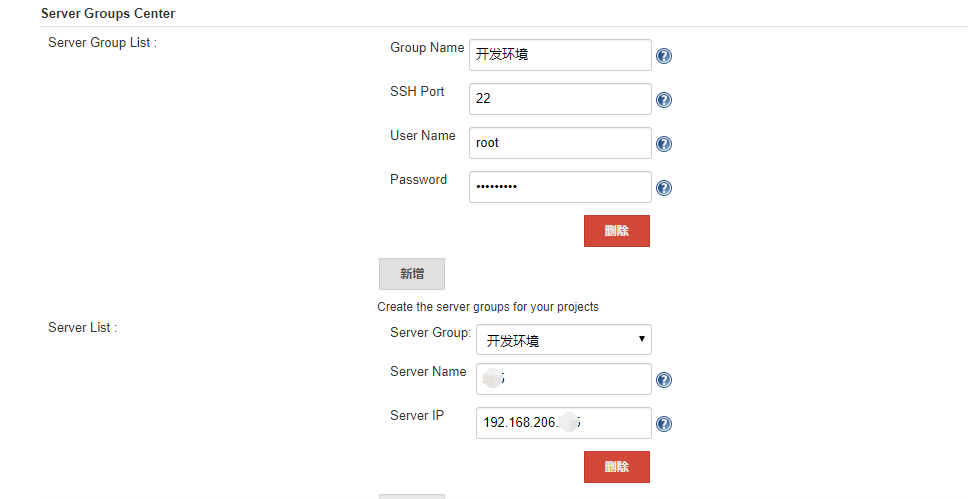 Server Groups Center
Server Group List :
Group Name 开发环境
SSH Port 22
User Name root
Password •••••••••
删除
新增
Create the server groups for your projects
Server List :
Server Group: 开发环境
Server Name
Server IP 192.168.206.
删除